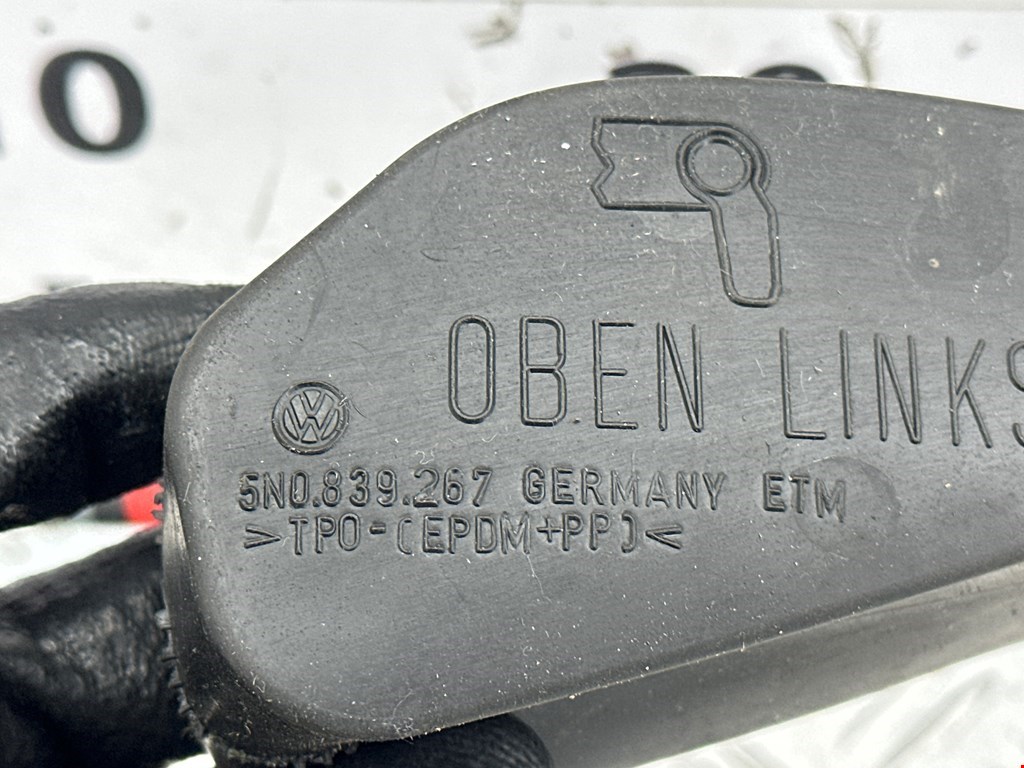 OBEN LINKS
5N0.839.267 GERMANY ETM
>TPO-(EPDM+PP)<